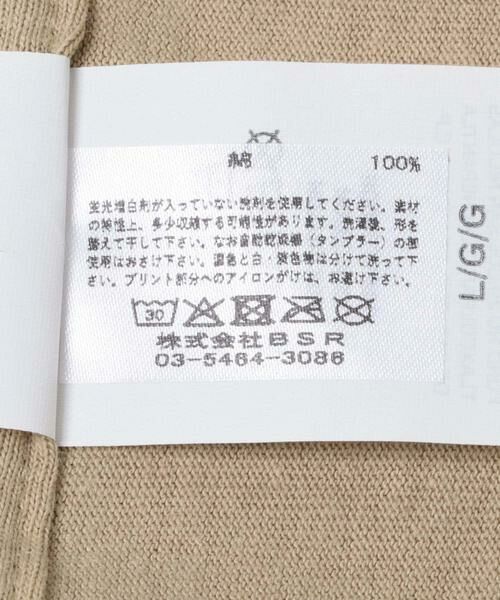 綿 100%
蛍光増白剤が入っていない洗剤を使用してください。素材
の特性上、多少収縮する可能性があります。洗濯後、形を
整えて干して下さい。なお自動乾燥機（タンブラー）の御
使用はおさけ下さい。濃色と白・淡色物は分けて洗って下
さい。プリント部分へのアイロンがけは、お避け下さい。
30
株式会社BSR
03-5464-3086
L/G/G